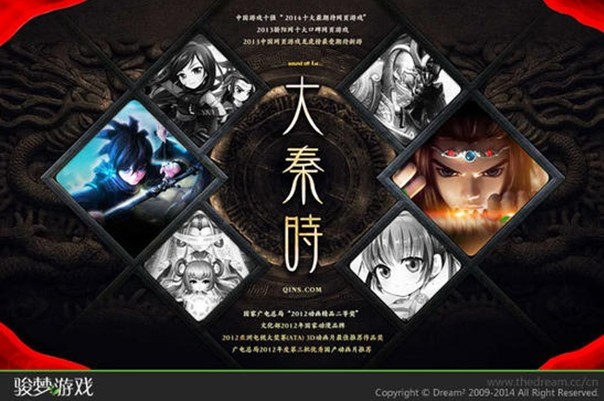 中国游戏十强 "2014十大最期待网页游戏"
2013勒阳网十大口碑网页游戏
2013中国网页游戏龙虎榜最受期待新游
sound off &
大秦時
QINS.COM
国家广电总局 "2012动画精品二等奖"
文化部2012年国家动漫品牌
2012亚洲电视大奖赛(ATA) 3D动画片最佳推荐作品奖
广电总局2012年度第三批优秀国产动画片推荐
骏梦游戏
www.thedream.cc/cn
Copyright © Dream² 2009-2014 All Rights Reserved.